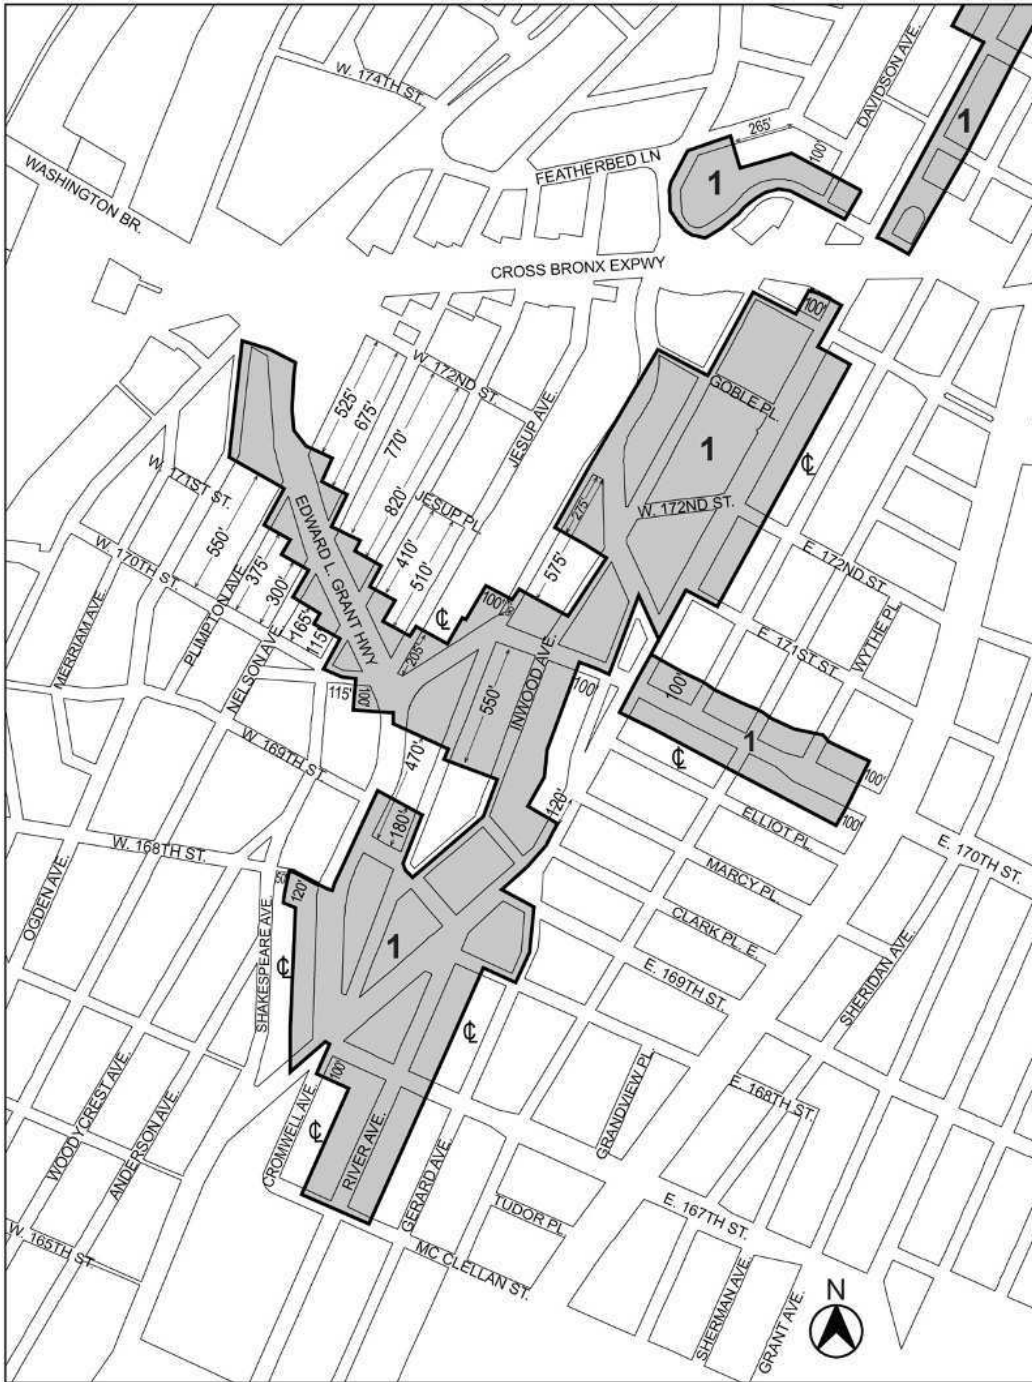 DAVIDSON AVE.
W. 174TH ST.
1
265'
100'
FEATHERBED LN
1
WASHINGTON BR.
CROSS BRONX EXPWY
100'
W. 172ND ST.
525'
675'
770'
820'
JESUP AVE.
GOBLE PL.
1
℄
W. 171ST ST.
550'
EDWARD L. GRANT HWY
JESUP PL
410'
510'
275'
W. 172ND ST.
W. 170TH ST.
375'
300'
165'
115'
℄
100'
575'
E. 172ND ST.
MERRIAM AVE.
PLIMPTON AVE.
NELSON AVE.
205'
INWOOD AVE.
E. 171ST ST.
WYTHE PL.
115'
100'
550'
100'
100'
1
℄
100'
100'
W. 169TH ST.
470'
120'
ELLIOT PL.
W. 168TH ST.
180'
MARCY PL.
E. 170TH ST.
OGDEN AVE.
120'
SHAKESPEARE AVE.
℄
1
CLARK PL. E.
E. 169TH ST.
SHERIDAN AVE.
℄
WOODYCREST AVE.
ANDERSON AVE.
100'
CROMWELL AVE.
℄
RIVER AVE.
GERARD AVE.
GRANDVIEW PL.
E. 168TH ST.
TUDOR PL.
E. 167TH ST.
W. 165TH ST.
MC CLELLAN ST.
SHERMAN AVE.
GRANT AVE.
N